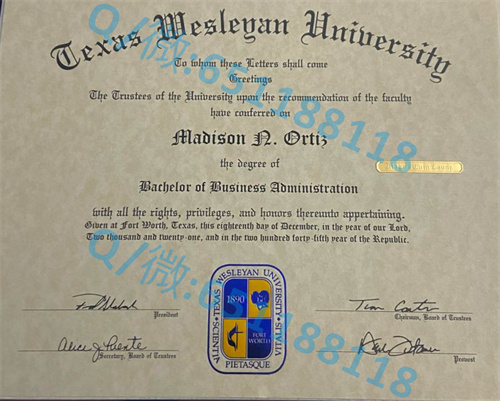 Texas Wesleyan University
To whom these Letters shall come
Greetings
The Trustees of the University upon the recommendation of the faculty
have conferred on
Madison N. Ortiz
the degree of
Bachelor of Business Administration
with all the rights, privileges, and honors thereunto appertaining.
Given at Fort Worth, Texas, this eighteenth day of December, in the year of our Lord,
Two thousand and twenty-one, and in the two hundred forty-fifth year of the Republic.
President
Chairman, Board of Trustees
Secretary, Board of Trustees
Provost
TEXAS WESLEYAN UNIVERSITY • SITVITA
SCIENTIA
PIETASQUE
1890
FORT
WORTH
Q/微:651188118
Q/微:651188118